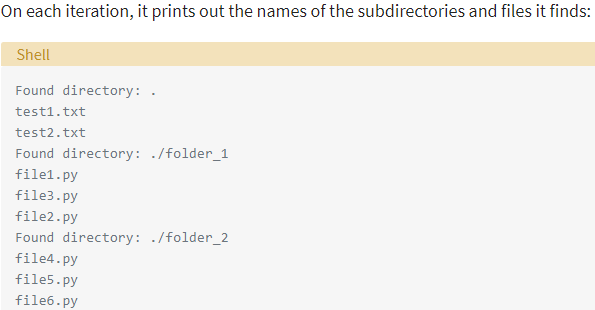 On each iteration, it prints out the names of the subdirectories and files it finds:
Shell
Found directory: .
test1.txt
test2.txt
Found directory: ./folder_1
file1.py
file3.py
file2.py
Found directory: ./folder_2
file4.py
file5.py
file6.py